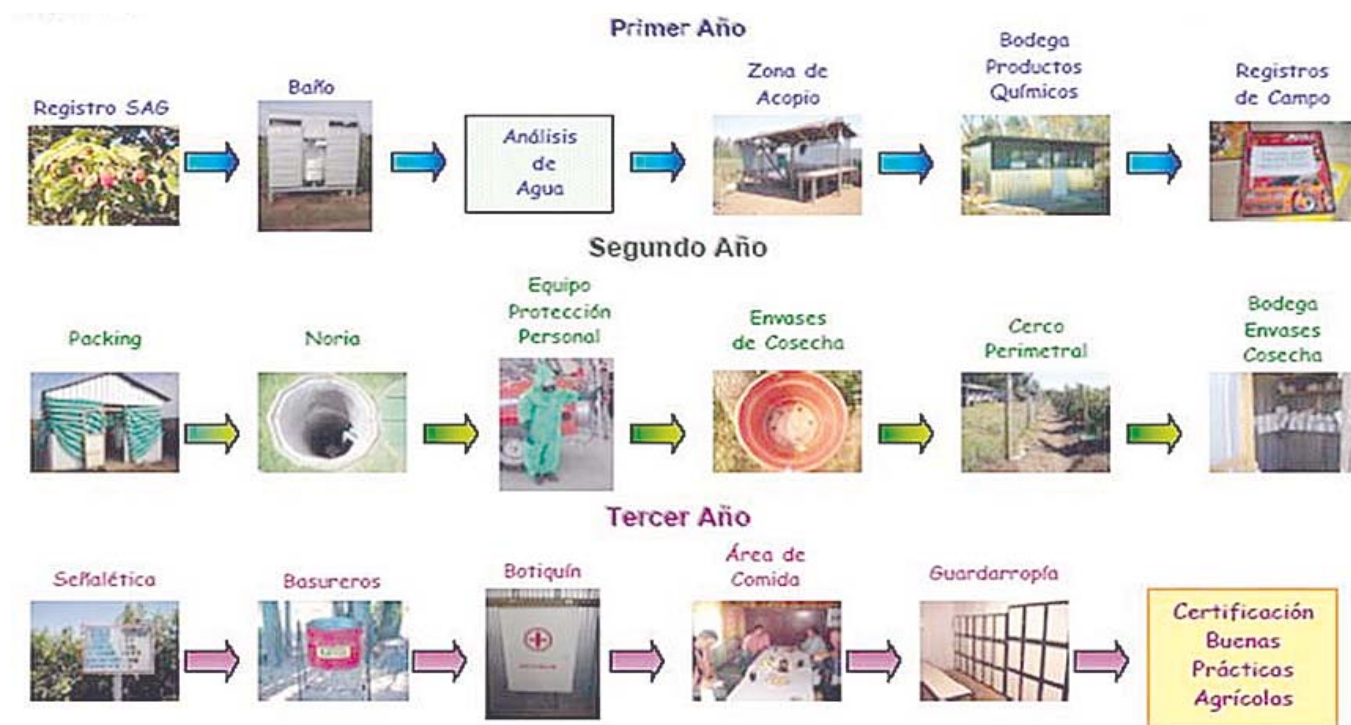 Primer Año
Registro SAG
Baño
Análisis
de
Agua
Zona de
Acopio
Bodega
Productos
Químicos
Registros
de Campo
Segundo Año
Packing
Noria
Equipo
Protección
Personal
Envases
de Cosecha
Cerco
Perimetral
Bodega
Envases
Cosecha
Tercer Año
Señalética
Basureros
Botiquín
Área de
Comida
Guardarropía
Certificación
Buenas
Prácticas
Agrícolas